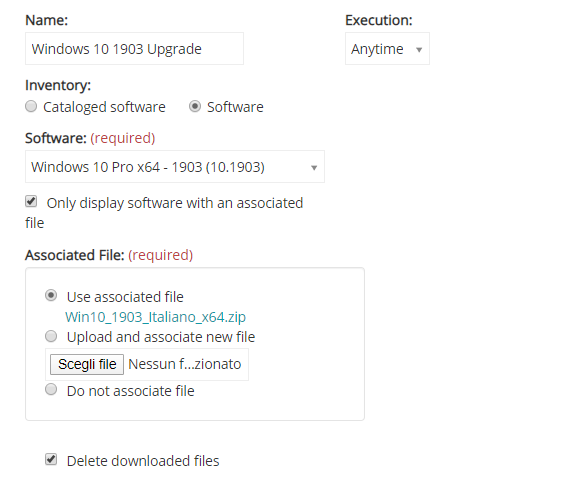 Name: Execution:
Windows 10 1903 Upgrade Anytime
Inventory:
Cataloged software Software
Software: (required)
Windows 10 Pro x64 - 1903 (10.1903)
Only display software with an associated
file
Associated File: (required)
Use associated file
Win10_1903_Italiano_x64.zip
Upload and associate new file
Scegli file Nessun f...zionato
Do not associate file
Delete downloaded files